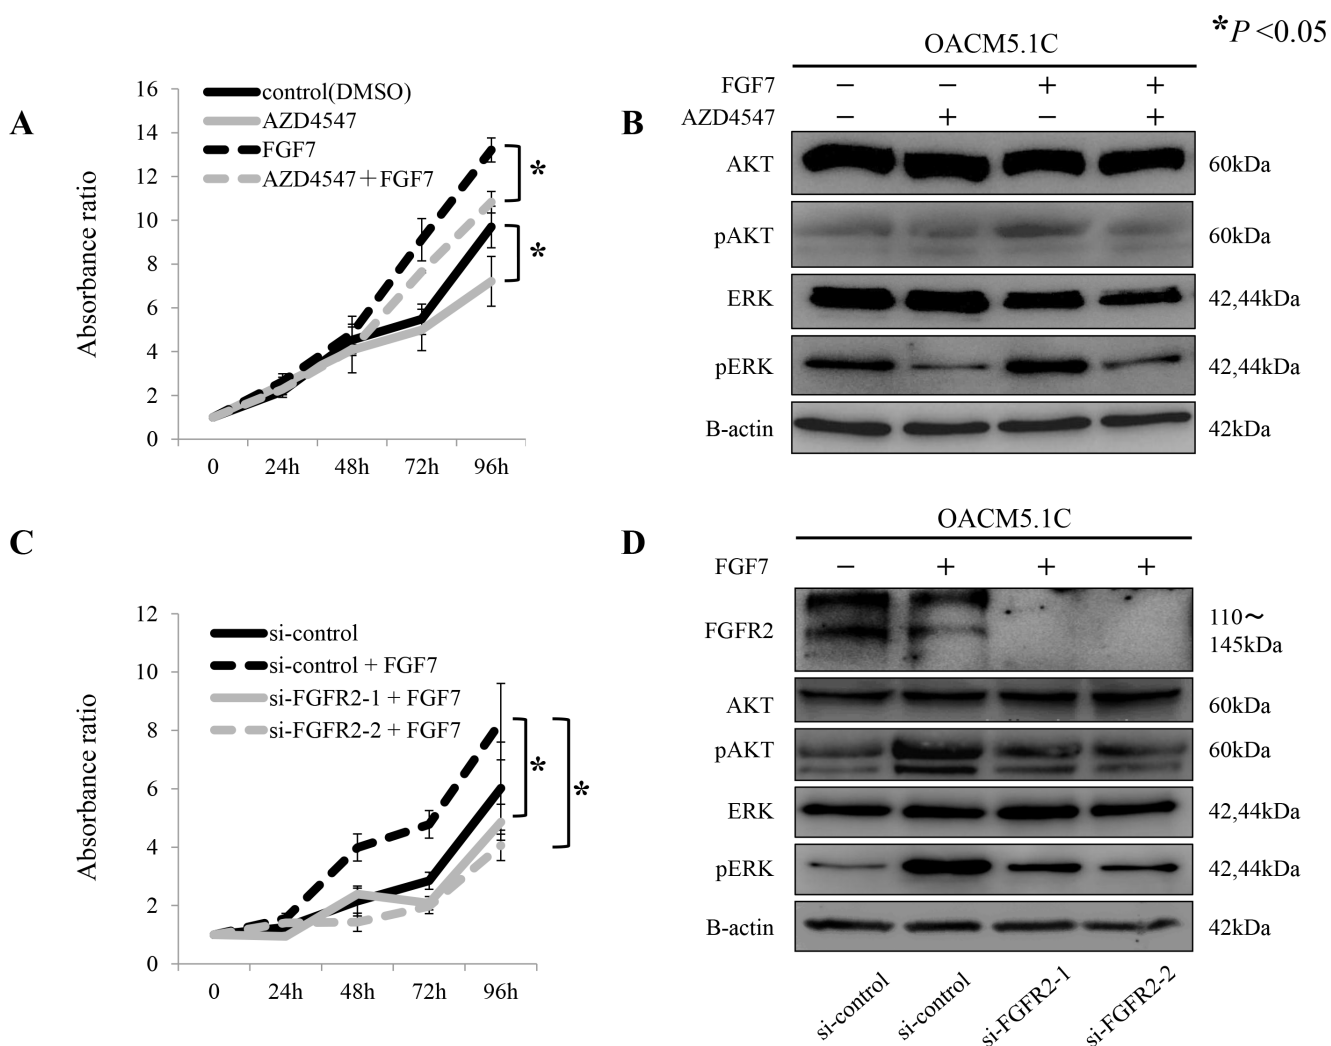 *P <0.05
A
16
14
12
10
8
6
4
2
0
Absorbance ratio
control(DMSO)
AZD4547
FGF7
AZD4547+FGF7
*
*
0 24h 48h 72h 96h
B
OACM5.1C
FGF7 − − + +
AZD4547 − + − +
AKT 60kDa
pAKT 60kDa
ERK 42,44kDa
pERK 42,44kDa
B-actin 42kDa
C
12
10
8
6
4
2
0
Absorbance ratio
si-control
si-control + FGF7
si-FGFR2-1 + FGF7
si-FGFR2-2 + FGF7
*
*
0 24h 48h 72h 96h
D
OACM5.1C
FGF7 − + + +
FGFR2 110~
145kDa
AKT 60kDa
pAKT 60kDa
ERK 42,44kDa
pERK 42,44kDa
B-actin 42kDa
si-control si-control si-FGFR2-1 si-FGFR2-2